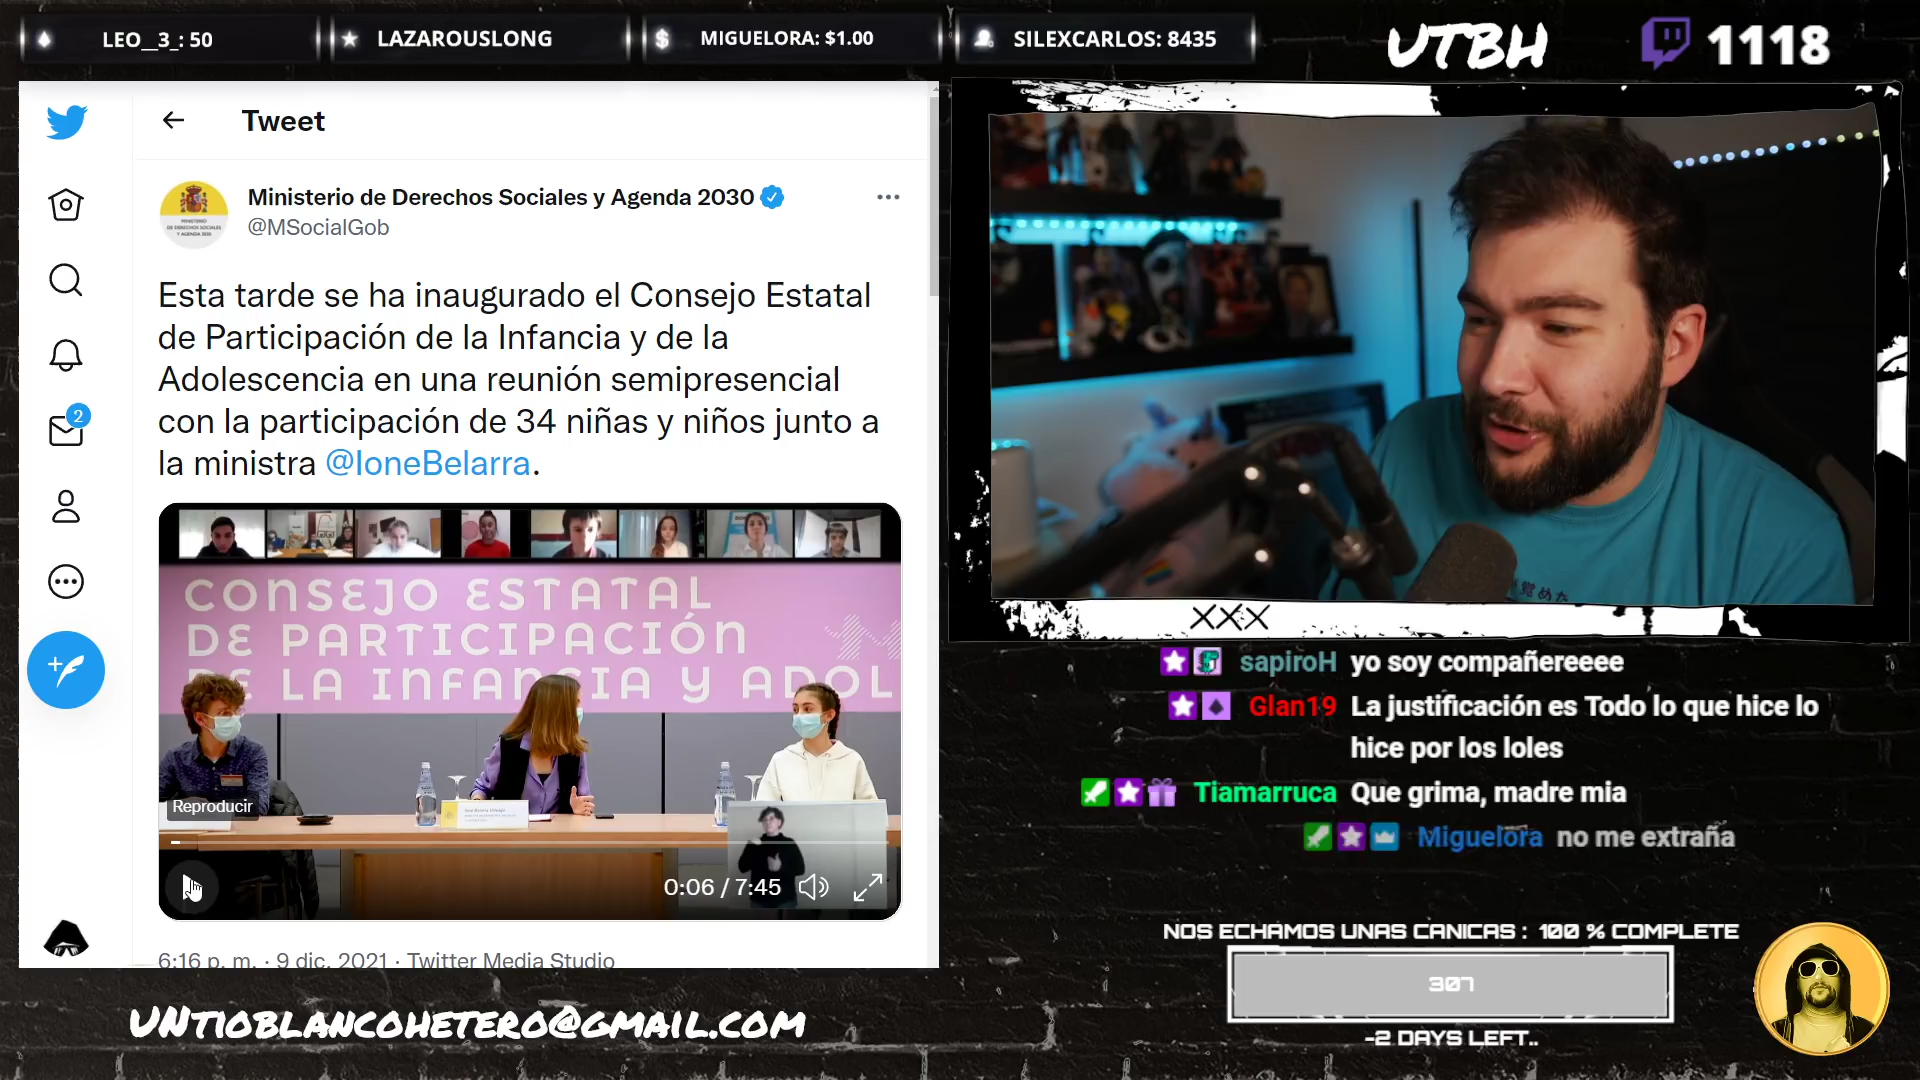 LEO__3_: 50
LAZAROUSLONG
MIGUELORA: $1.00
SILEXCARLOS: 8435
UTBH
1118
Tweet
Ministerio de Derechos Sociales y Agenda 2030
@MSocialGob
Esta tarde se ha inaugurado el Consejo Estatal
de Participación de la Infancia y de la
Adolescencia en una reunión semipresencial
con la participación de 34 niñas y niños junto a
la ministra @IoneBelarra.
2
CONSEJO ESTATAL
DE PARTICIPACIÓN
DE LA INFANCIA Y ADOL
Reproducir
0:06 / 7:45
6:16 p. m. · 9 dic. 2021 · Twitter Media Studio
XXX
sapiroH yo soy compañereeee
Glan19 La justificación es Todo lo que hice lo
hice por los loles
Tiamarruca Que grima, madre mia
Miguelora no me extraña
NOS ECHAMOS UNAS CANICAS : 100 % COMPLETE
307
-2 DAYS LEFT..
UNTIOBLANCOHETERO@GMAIL.COM